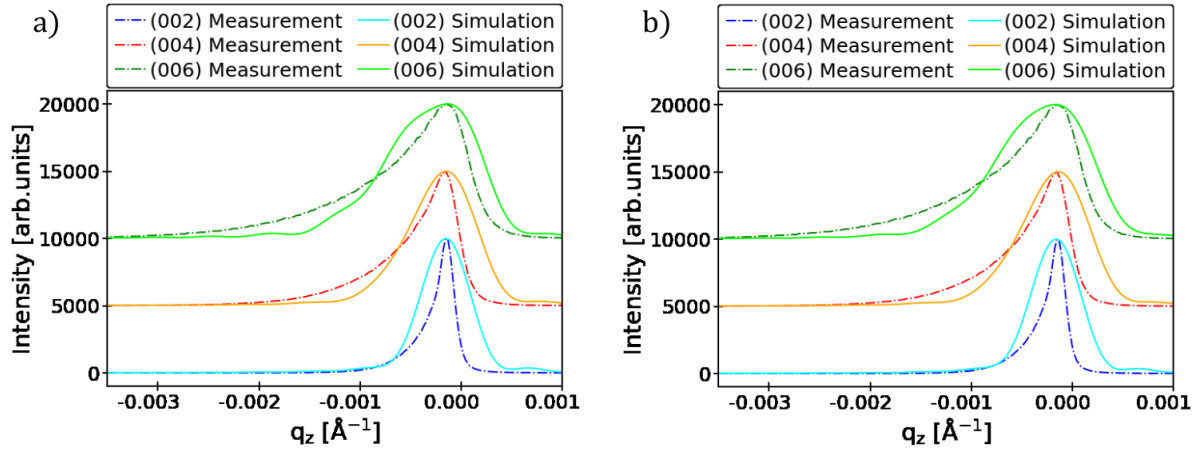 a)
(002) Measurement (002) Simulation
(004) Measurement (004) Simulation
(006) Measurement (006) Simulation
20000
15000
10000
5000
0
Intensity [arb.units]
-0.003 -0.002 -0.001 0.000 0.001
q_z [Å⁻¹]
b)
(002) Measurement (002) Simulation
(004) Measurement (004) Simulation
(006) Measurement (006) Simulation
20000
15000
10000
5000
0
Intensity [arb.units]
-0.003 -0.002 -0.001 0.000 0.001
q_z [Å⁻¹]